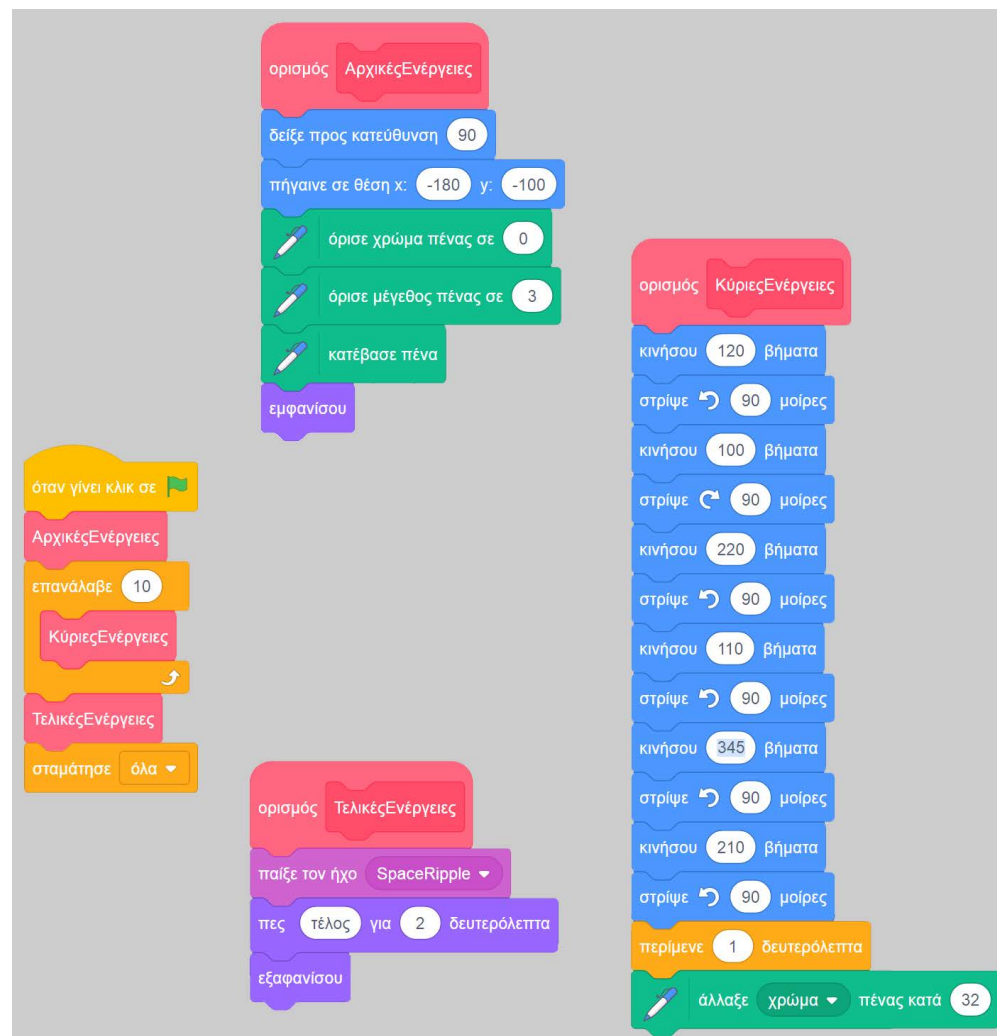 ορισμός ΑρχικέςΕνέργειες
δείξε προς κατεύθυνση 90
πήγαινε σε θέση x: -180 y: -100
όρισε χρώμα πένας σε 0
όρισε μέγεθος πένας σε 3
κατέβασε πένα
εμφανίσου
όταν γίνει κλικ σε
ΑρχικέςΕνέργειες
επανάλαβε 10
ΚύριεςΕνέργειες
ΤελικέςΕνέργειες
σταμάτησε όλα
ορισμός ΤελικέςΕνέργειες
παίξε τον ήχο SpaceRipple
πες τέλος για 2 δευτερόλεπτα
εξαφανίσου
ορισμός ΚύριεςΕνέργειες
κινήσου 120 βήματα
στρίψε 90 μοίρες
κινήσου 100 βήματα
στρίψε 90 μοίρες
κινήσου 220 βήματα
στρίψε 90 μοίρες
κινήσου 110 βήματα
στρίψε 90 μοίρες
κινήσου 345 βήματα
στρίψε 90 μοίρες
κινήσου 210 βήματα
στρίψε 90 μοίρες
περίμενε 1 δευτερόλεπτα
άλλαξε χρώμα πένας κατά 32